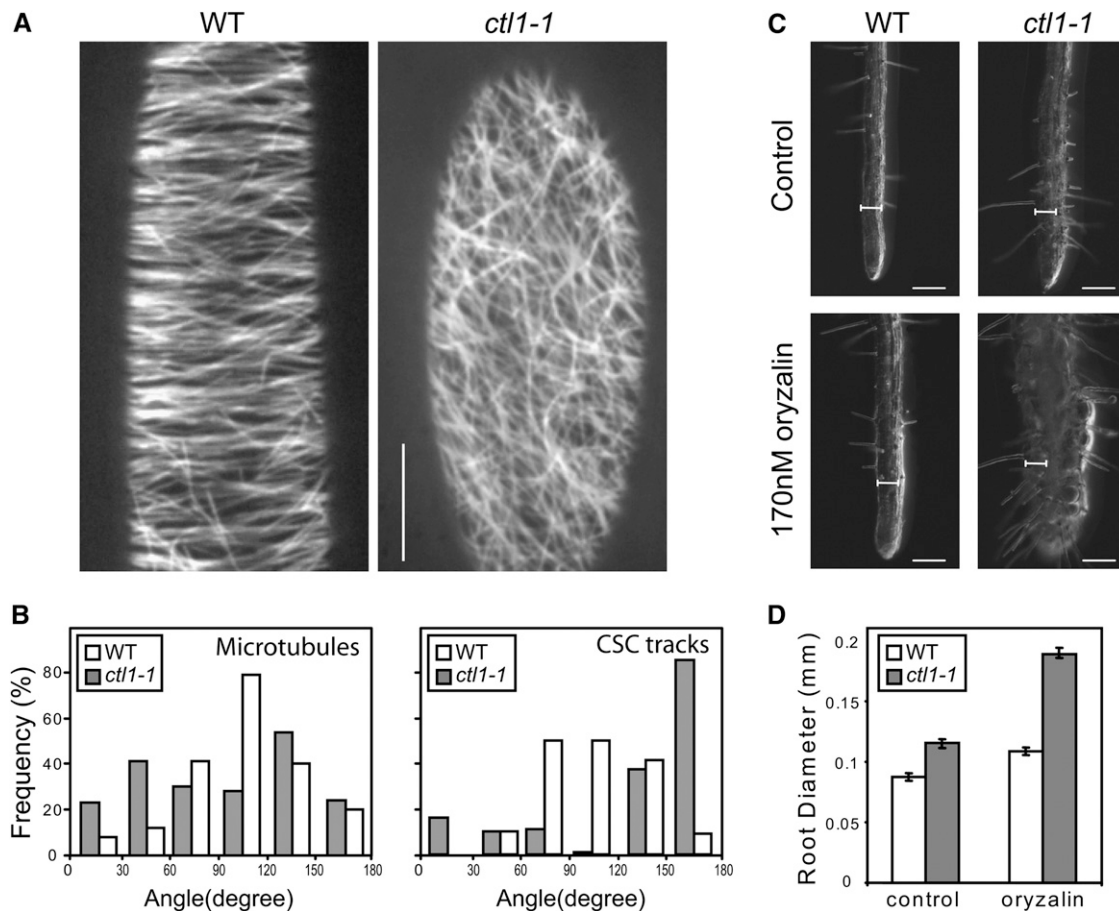 A
WT
ctl1-1
C
WT
ctl1-1
Control
170nM oryzalin
B
WT
ctl1-1
Microtubules
Frequency (%)
80
60
40
20
0
0 30 60 90 120 150 180
Angle(degree)
WT
ctl1-1
CSC tracks
0 30 60 90 120 150 180
Angle(degree)
D
WT
ctl1-1
Root Diameter (mm)
0.2
0.15
0.1
0.05
0
control oryzalin